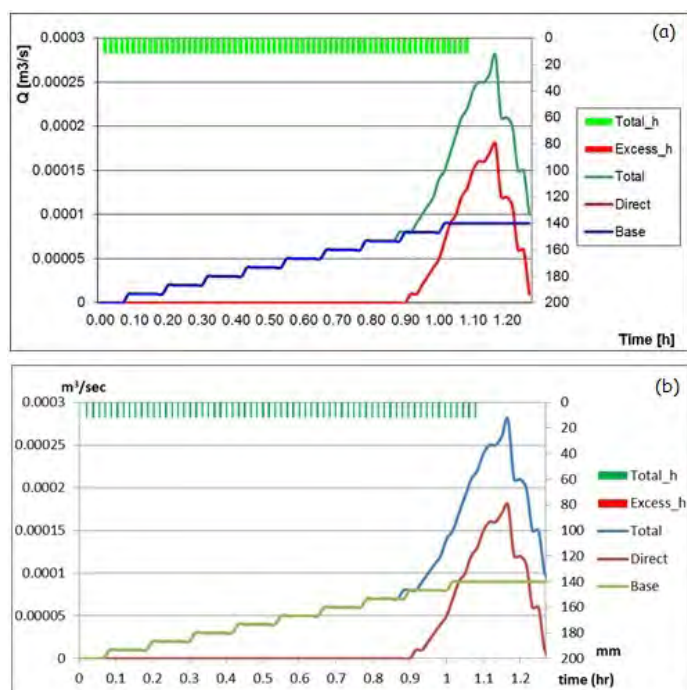 (a)
Q [m3/s]
0.0003
0.00025
0.0002
0.00015
0.0001
0.00005
0
0
20
40
60
80
100
120
140
160
180
200
0.00 0.10 0.20 0.30 0.40 0.50 0.60 0.70 0.80 0.90 1.00 1.20
Time [h]
Total_h
Excess_h
Total
Direct
Base
(b)
m³/sec
0.0003
0.00025
0.0002
0.00015
0.0001
0.00005
0
0
20
40
60
80
100
120
140
160
180
200
mm
0 0.1 0.2 0.3 0.4 0.5 0.6 0.7 0.8 0.9 1 1.1 1.2
time (hr)
Total_h
Excess_h
Total
Direct
Base